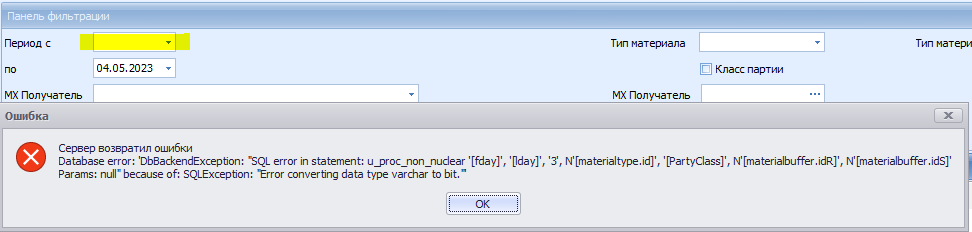 Панель фильтрации
Период с
Тип материала
Тип матери
по
04.05.2023
Класс партии
МХ Получатель
МХ Получатель
Ошибка
Сервер возвратил ошибки
Database error: 'DbBackendException: "SQL error in statement: u_proc_non_nuclear '[fday]', '[lday]', '3', N'[materialtype.id]', '[PartyClass]', N'[materialbuffer.idR]', N'[materialbuffer.idS]'
Params: null" because of: SQLException: "Error converting data type varchar to bit."'
OK